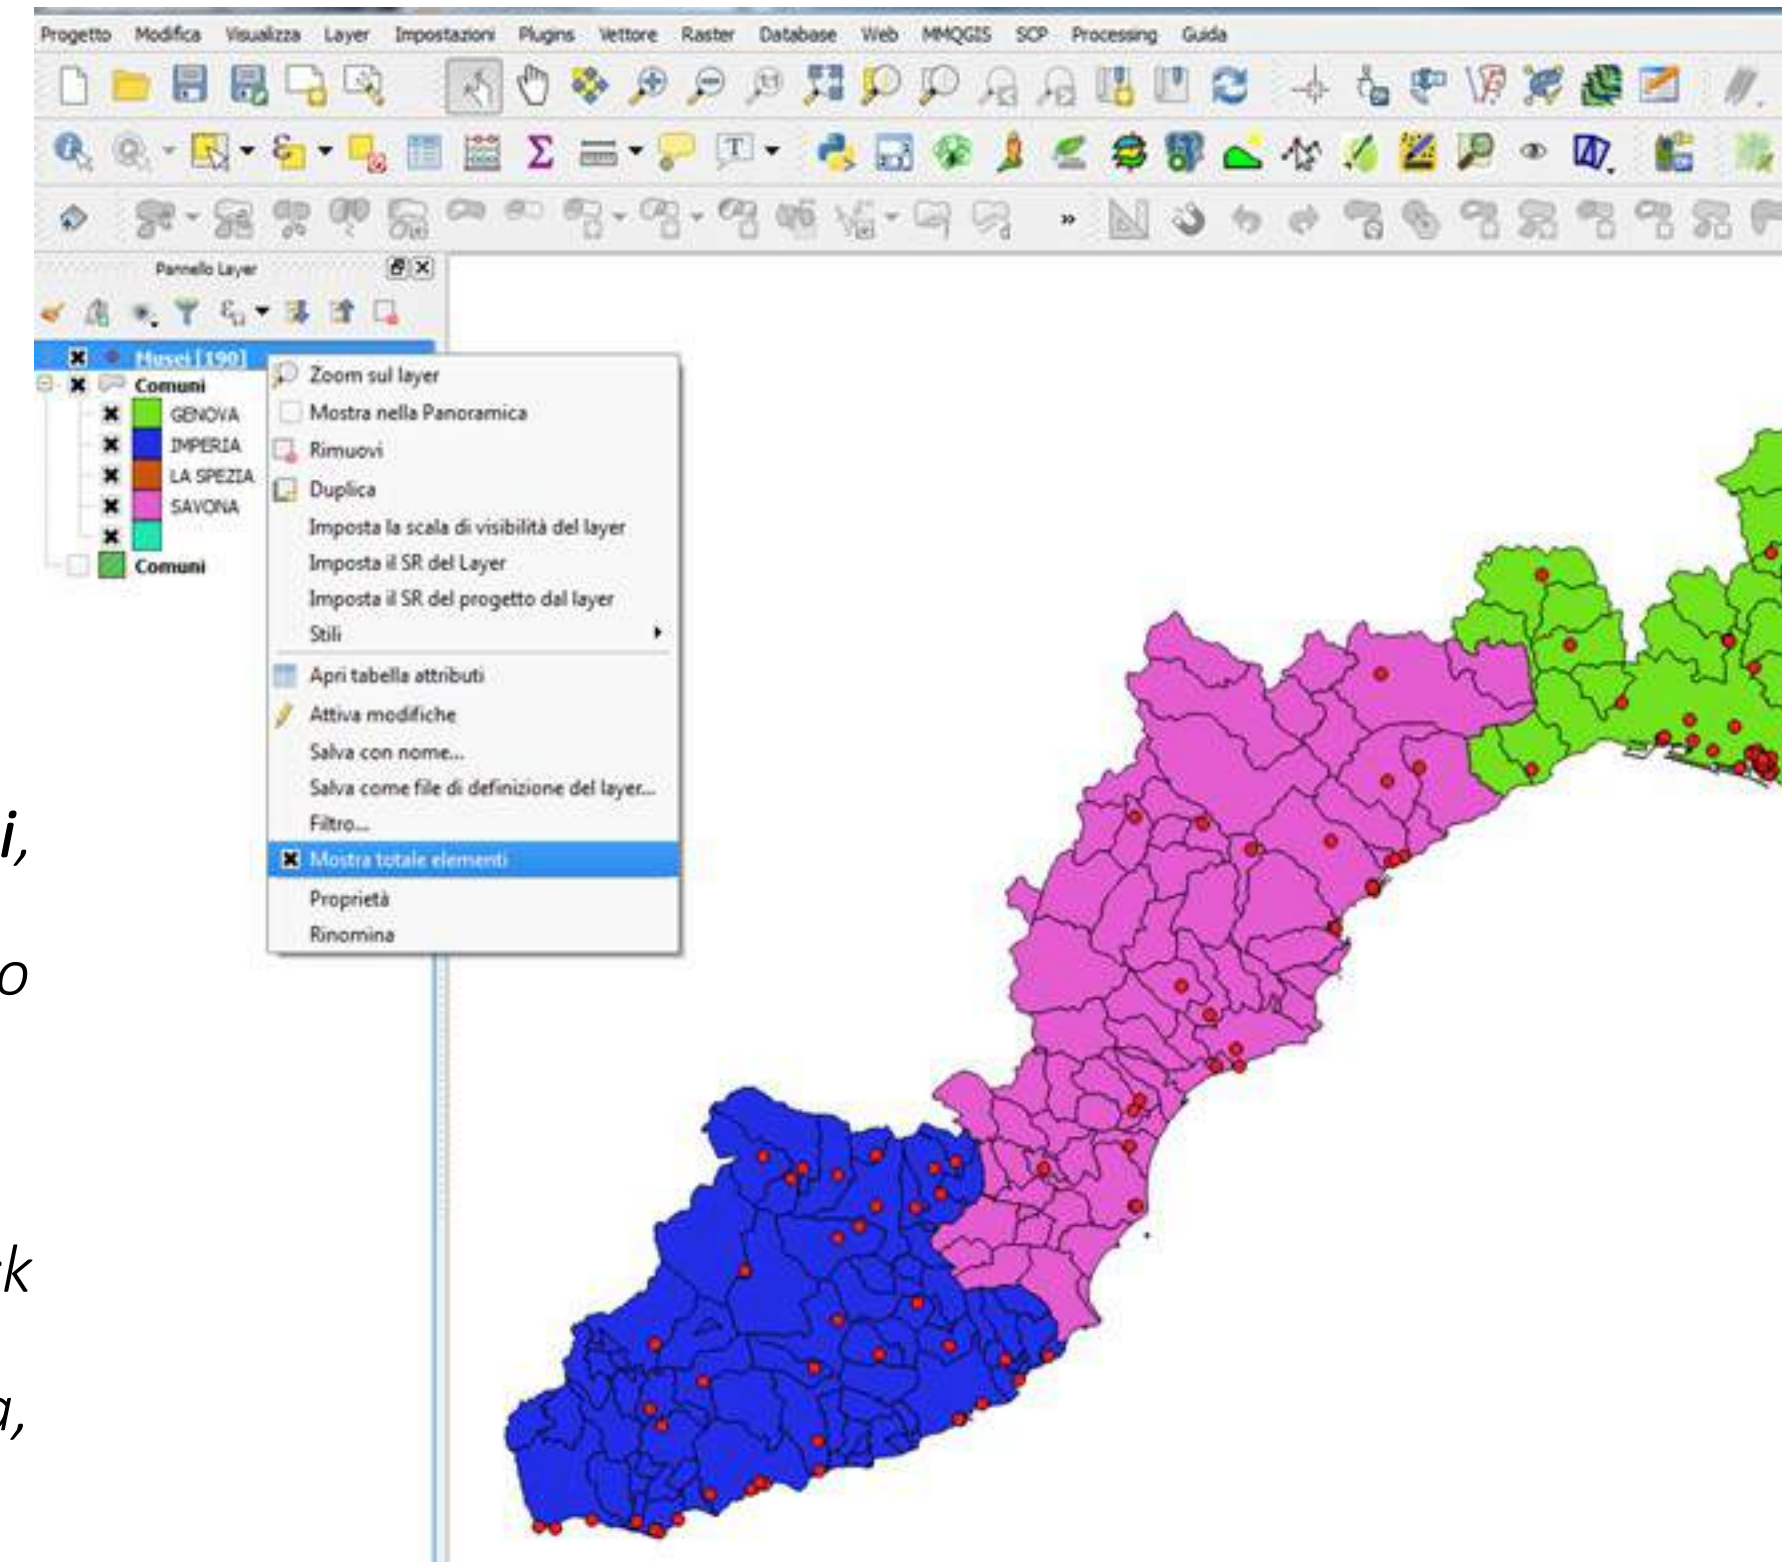 Progetto Modifica Visualizza Layer Impostazioni Plugins Vettore Raster Database Web MMQGIS SCP Processing Guida
Pannello Layer
Musei [190]
Comuni
GENOVA
IMPERIA
LA SPEZIA
SAVONA
Comuni
Zoom sul layer
Mostra nella Panoramica
Rimuovi
Duplica
Imposta la scala di visibilità del layer
Imposta il SR del Layer
Imposta il SR del progetto dal layer
Stili
Apri tabella attributi
Attiva modifiche
Salva con nome...
Salva come file di definizione del layer...
Filtro...
Mostra totale elementi
Proprietà
Rinomina
i,
o
k
a,